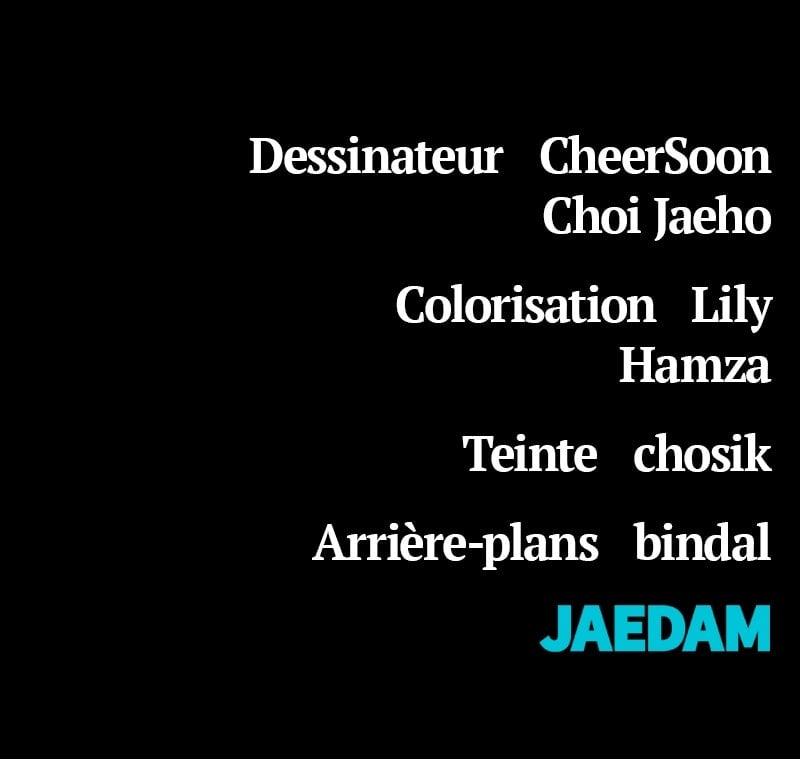 Dessinateur CheerSoon
Choi Jaeho
Colorisation Lily
Hamza
Teinte chosik
Arrière-plans bindal
JAEDAM